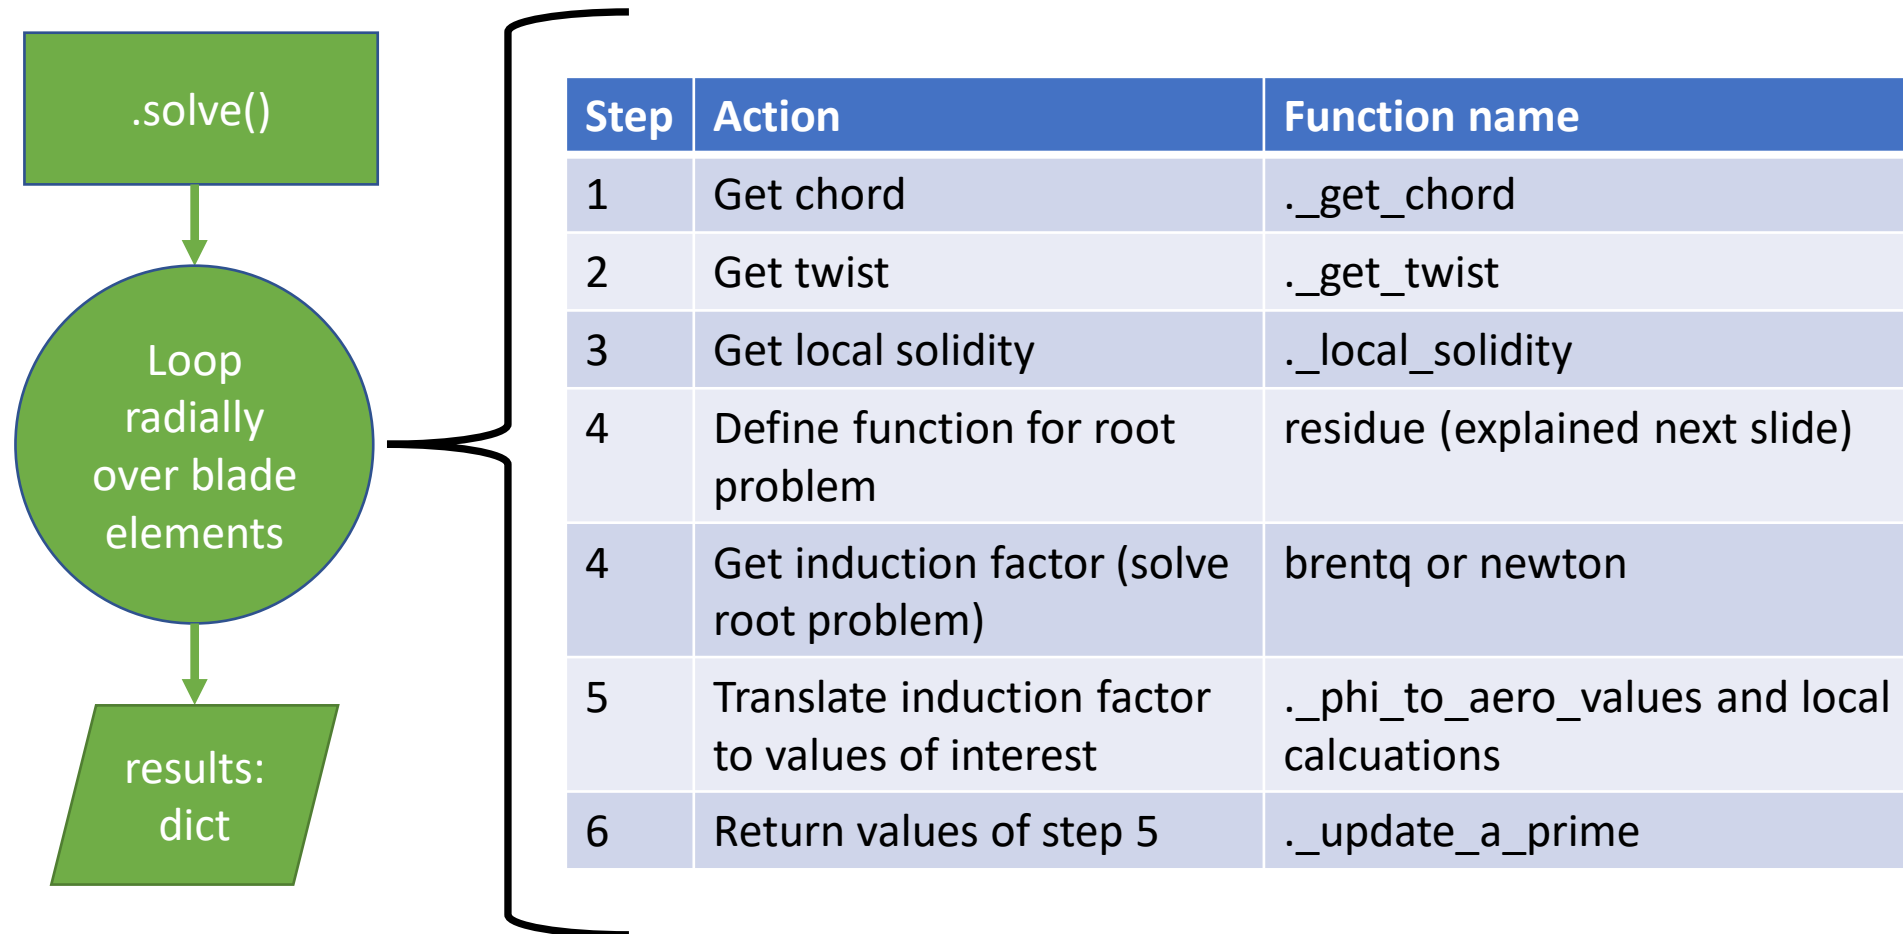 .solve()
Loop
radially
over blade
elements
results:
dict
Step Action Function name
1 Get chord ._get_chord
2 Get twist ._get_twist
3 Get local solidity ._local_solidity
4 Define function for root residue (explained next slide)
problem
4 Get induction factor (solve brentq or newton
root problem)
5 Translate induction factor ._phi_to_aero_values and local
to values of interest calcuations
6 Return values of step 5 ._update_a_prime